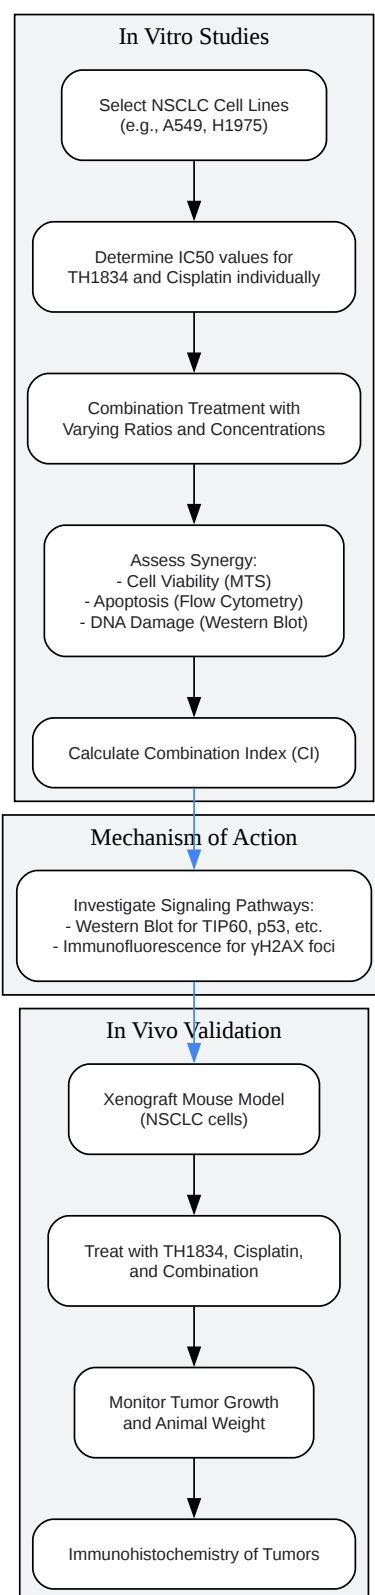 In Vitro Studies
Select NSCLC Cell Lines
(e.g., A549, H1975)
Determine IC50 values for
TH1834 and Cisplatin individually
Combination Treatment with
Varying Ratios and Concentrations
Assess Synergy:
- Cell Viability (MTS)
- Apoptosis (Flow Cytometry)
- DNA Damage (Western Blot)
Calculate Combination Index (CI)
Mechanism of Action
Investigate Signaling Pathways:
- Western Blot for TIP60, p53, etc.
- Immunofluorescence for γH2AX foci
In Vivo Validation
Xenograft Mouse Model
(NSCLC cells)
Treat with TH1834, Cisplatin,
and Combination
Monitor Tumor Growth
and Animal Weight
Immunohistochemistry of Tumors